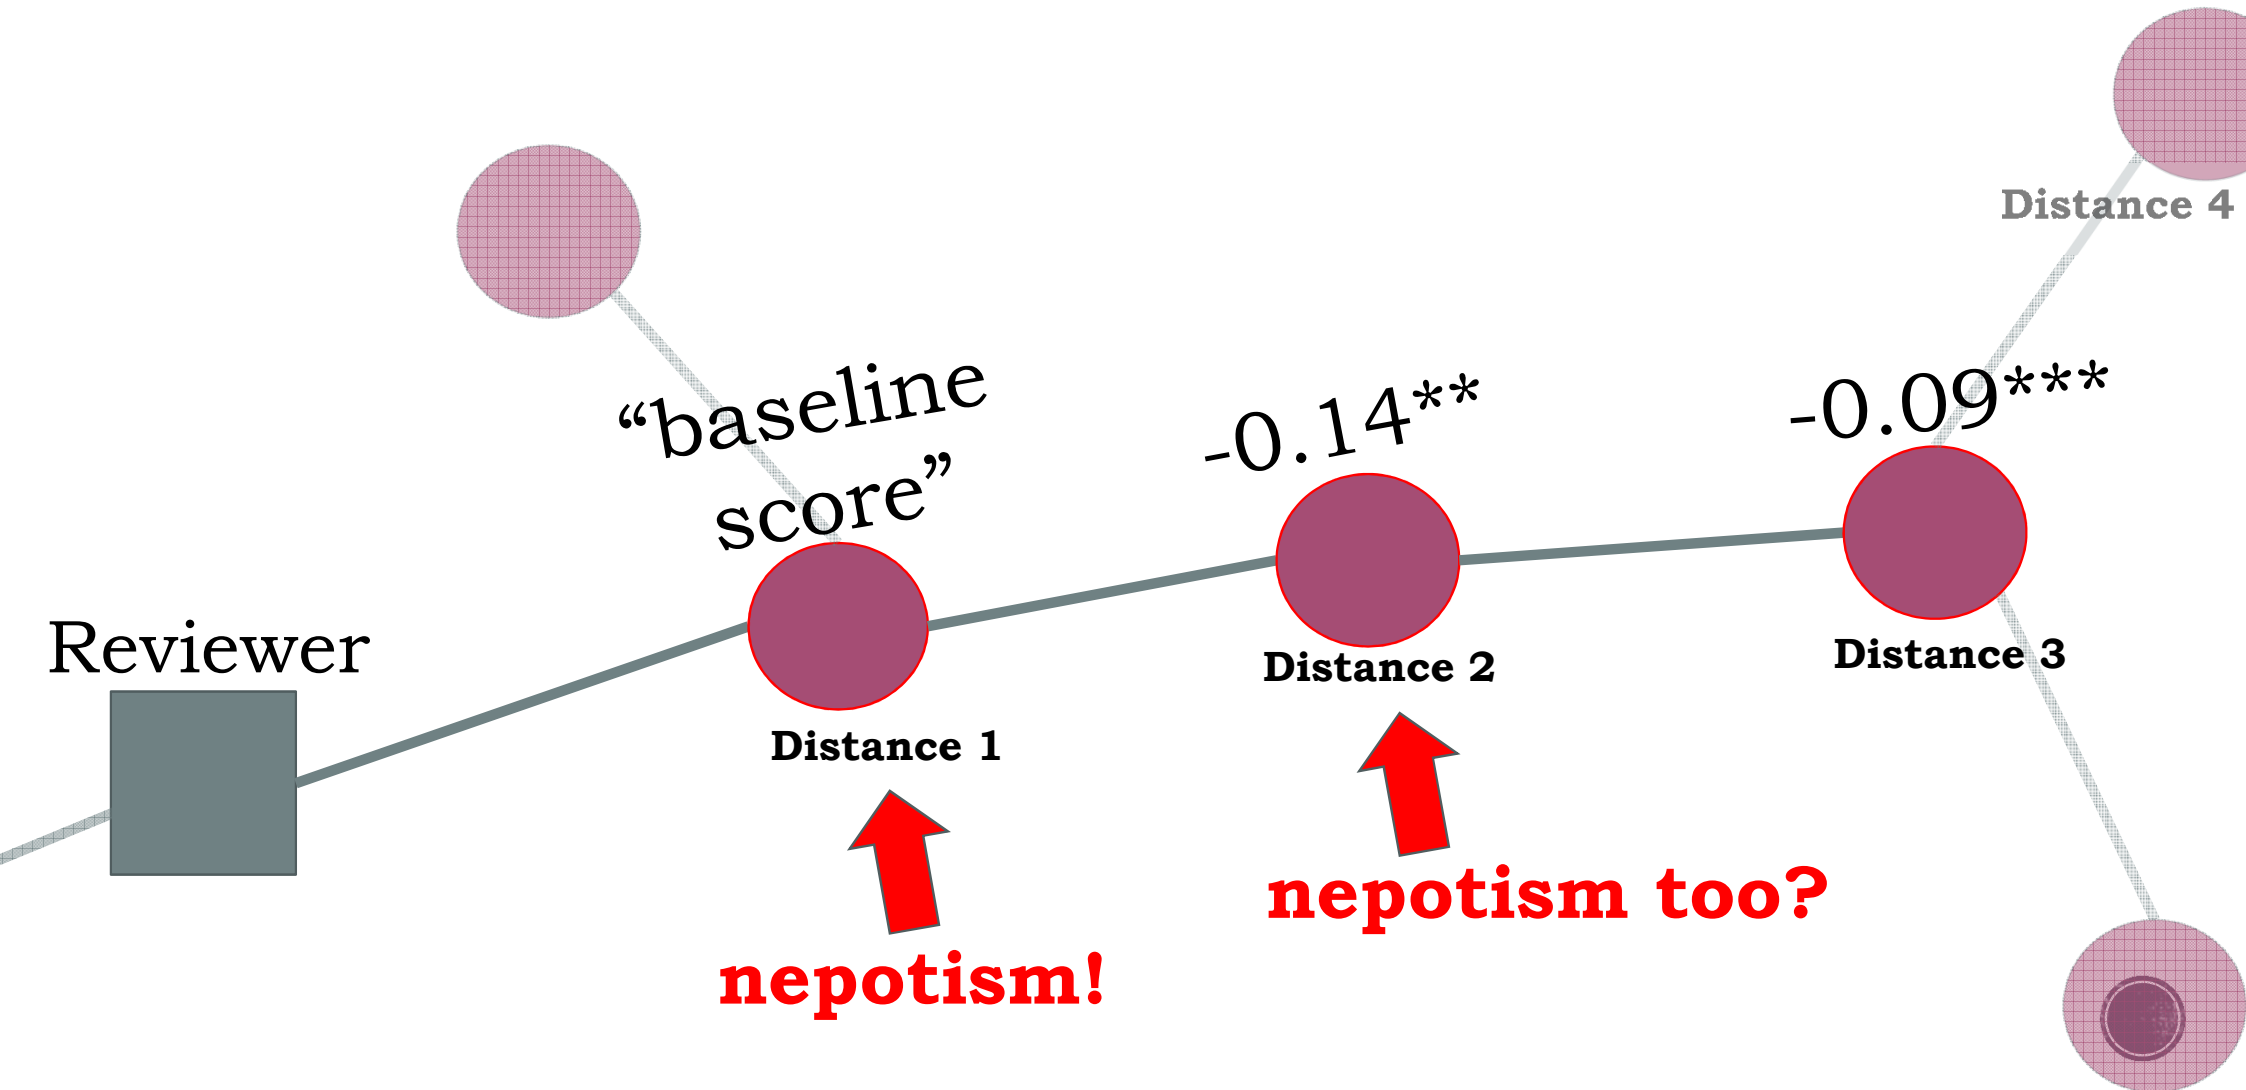 Distance 4
“baseline
score”
-0.14**
-0.09***
Reviewer
Distance 1
Distance 2
Distance 3
nepotism!
nepotism too?